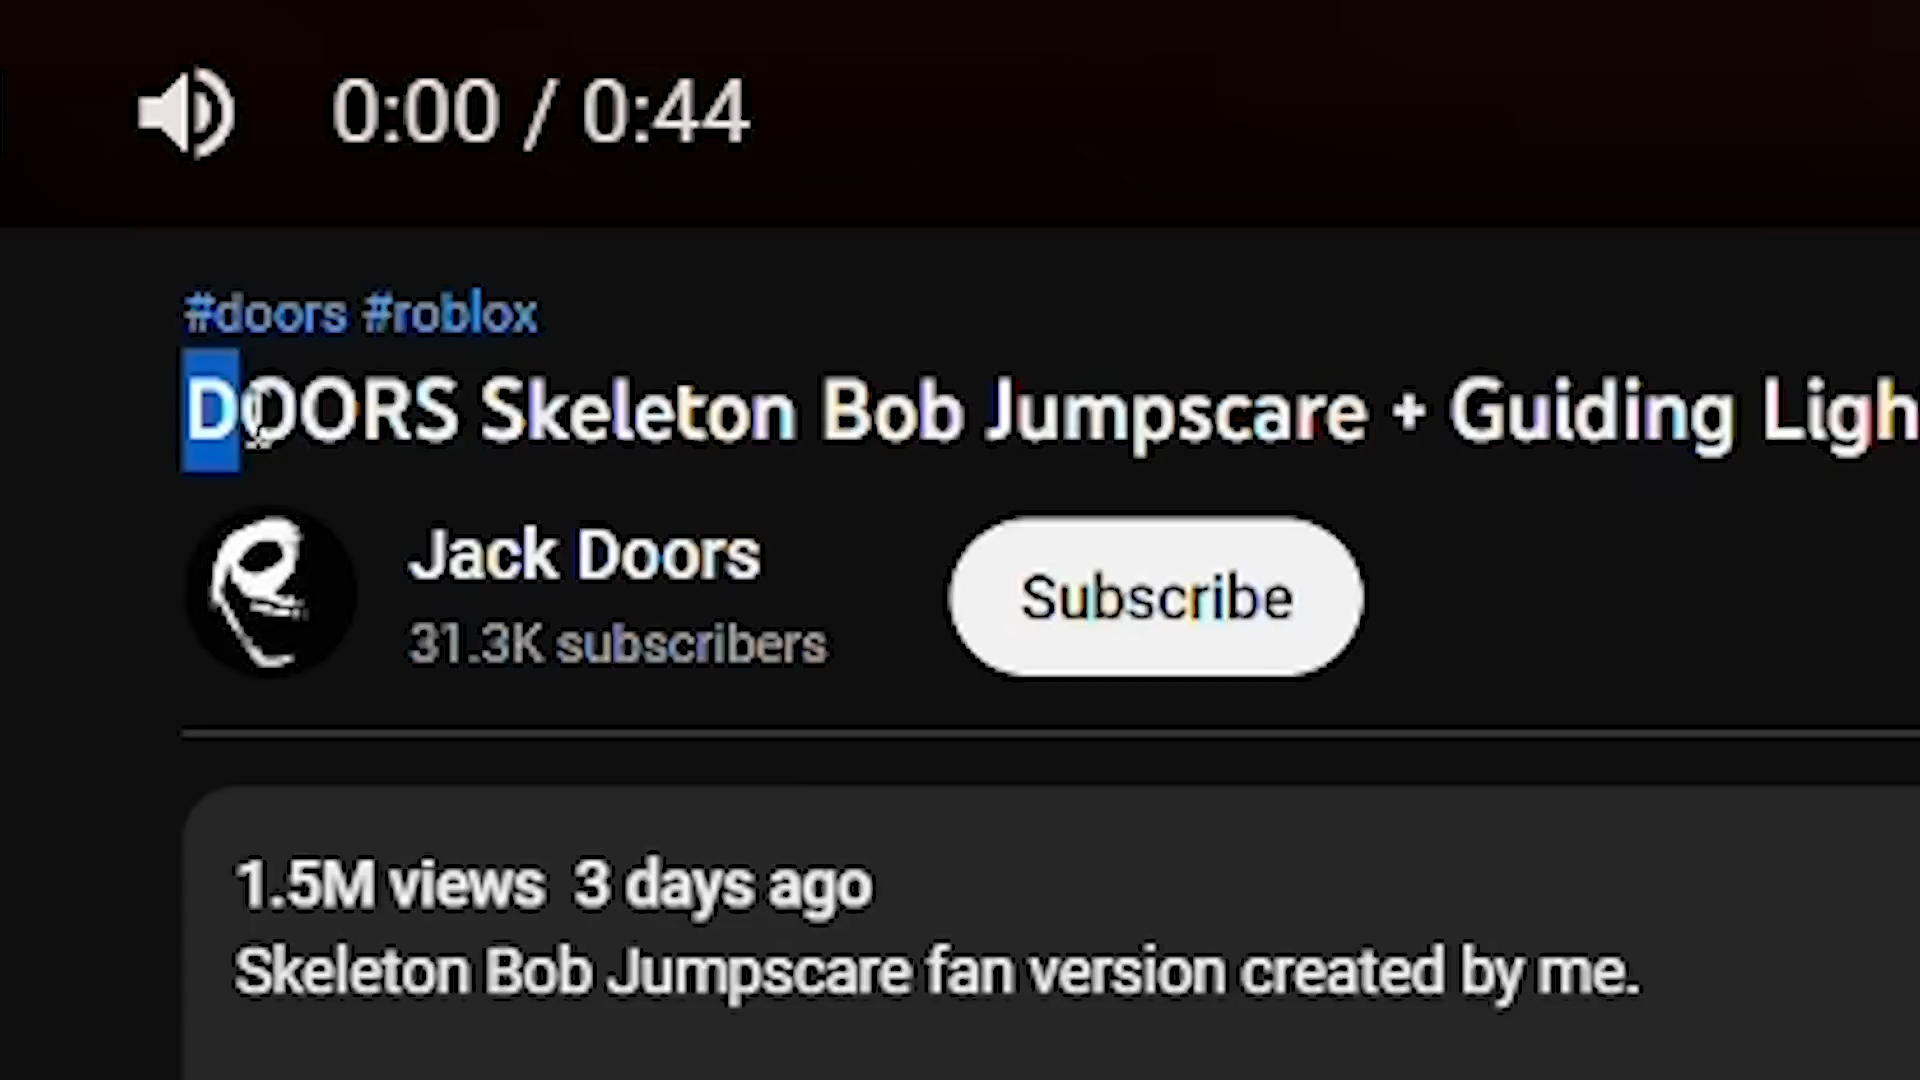 0:00 / 0:44
#doors #roblox
DOORS Skeleton Bob Jumpscare + Guiding Ligh
Jack Doors
31.3K subscribers
Subscribe
1.5M views 3 days ago
Skeleton Bob Jumpscare fan version created by me.